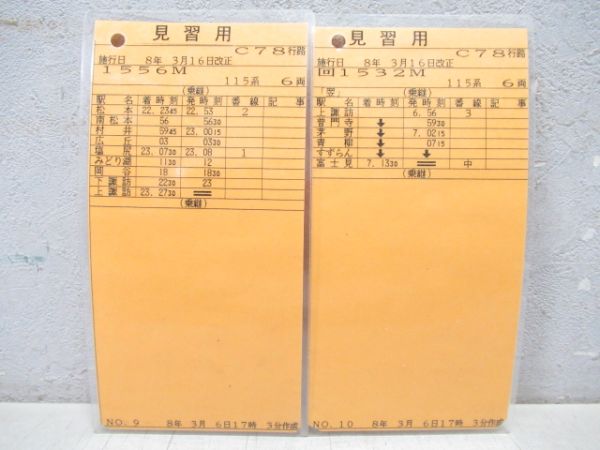 見習用
C78行路
施行日 8年 3月16日改正
1556M
115系 6両
(乗継)
駅名 着時刻 発時刻 番線 記事
松本 22.2345 22.53 2
南松本 56 5630
村井 5945 23.0015
広丘 03 0330
塩尻 23.0730 23.08 1
みどり湖 1130 12
岡谷 18 1830
下諏訪 2230 23
上諏訪 23.2730 ==
(乗継)
NO.9 8年 3月 6日17時 3分作成
見習用
C78行路
施行日 8年 3月16日改正
回1532M
115系 6両
「翌」 (乗継)
駅名 着時刻 発時刻 番線 記事
上諏訪 6.56 3
普門寺 ↓ 5930
茅野 ↓ 7.0215
青柳 ↓ 0715
すずらん ↓ ↓
富士見 7.1330 == 中
(乗継)
NO.10 8年 3月 6日17時 3分作成